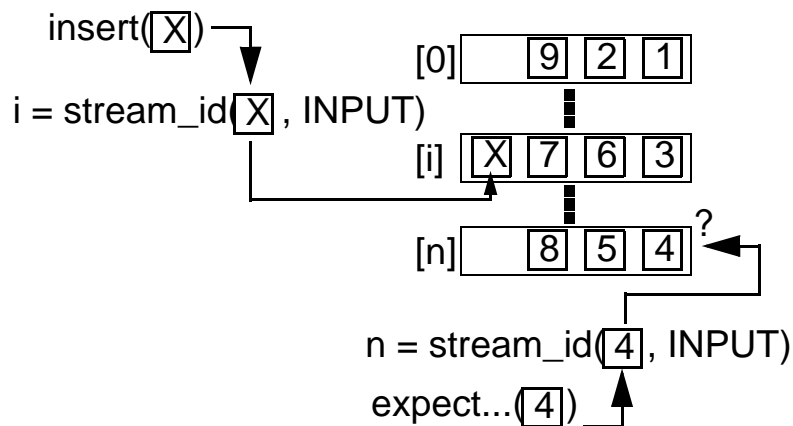 insert(X)
[0] 9 2 1
i = stream_id(X, INPUT)
[i] X 7 6 3
?
[n] 8 5 4
n = stream_id(4, INPUT)
expect...(4)